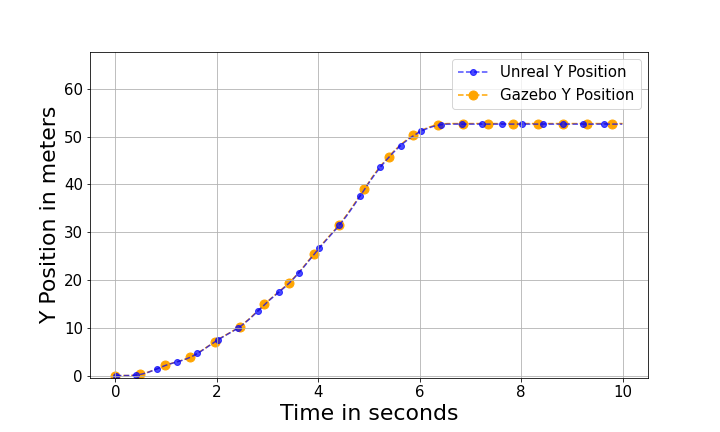 Unreal Y Position
Gazebo Y Position
60
50
40
30
20
10
0
Y Position in meters
0 2 4 6 8 10
Time in seconds